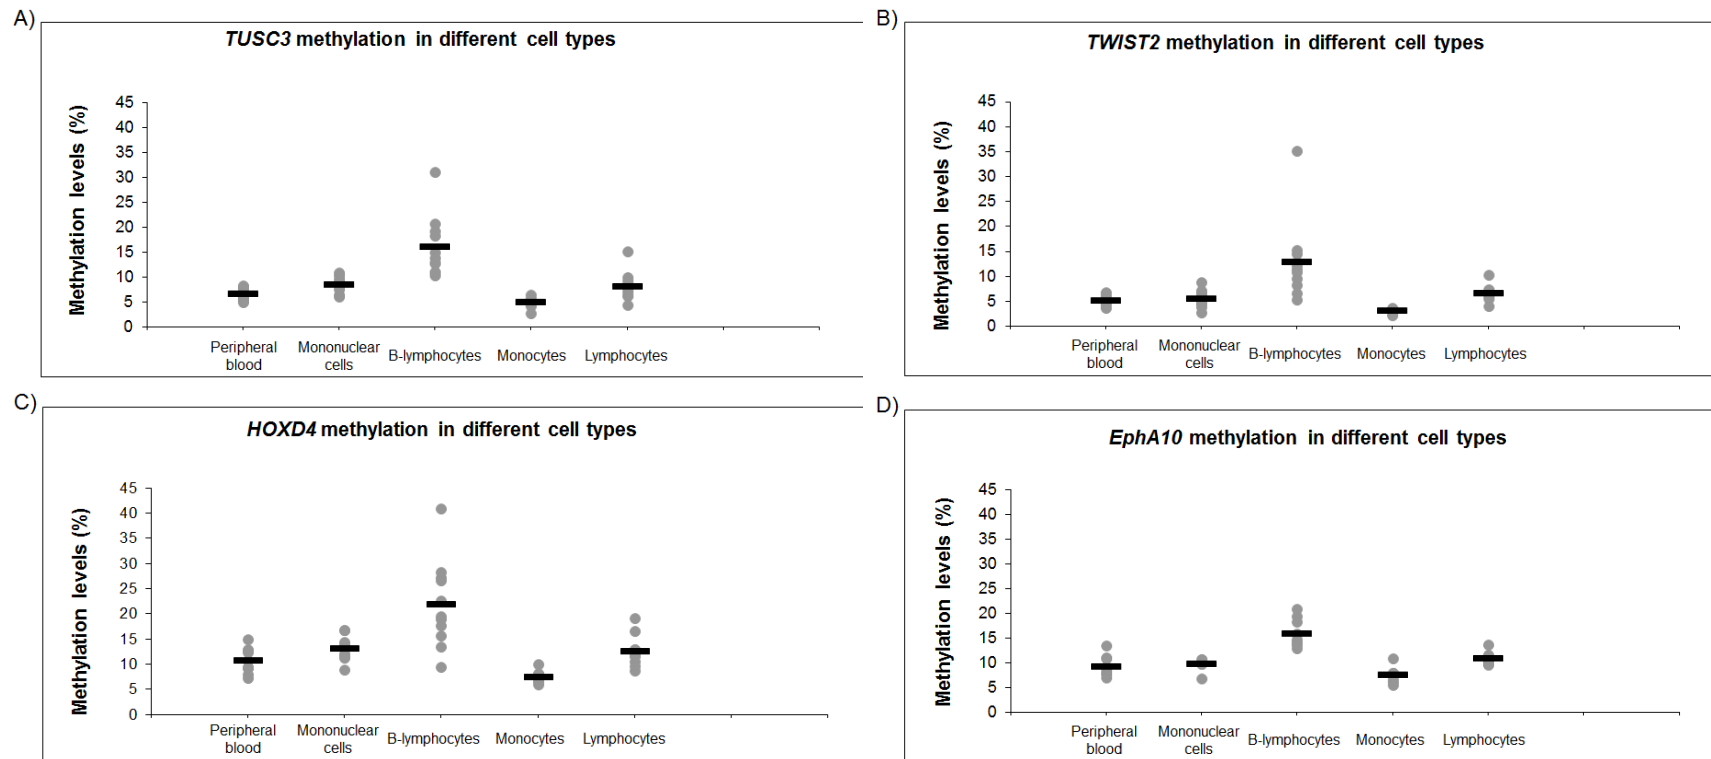 A)
TUSC3 methylation in different cell types
Methylation levels (%)
45
40
35
30
25
20
15
10
5
0
Peripheral
blood
Mononuclear
cells
B-lymphocytes
Monocytes
Lymphocytes
B)
TWIST2 methylation in different cell types
Methylation levels (%)
45
40
35
30
25
20
15
10
5
0
Peripheral
blood
Mononuclear
cells
B-lymphocytes
Monocytes
Lymphocytes
C)
HOXD4 methylation in different cell types
Methylation levels (%)
45
40
35
30
25
20
15
10
5
0
Peripheral
blood
Mononuclear
cells
B-lymphocytes
Monocytes
Lymphocytes
D)
EphA10 methylation in different cell types
Methylation levels (%)
45
40
35
30
25
20
15
10
5
0
Peripheral
blood
Mononuclear
cells
B-lymphocytes
Monocytes
Lymphocytes